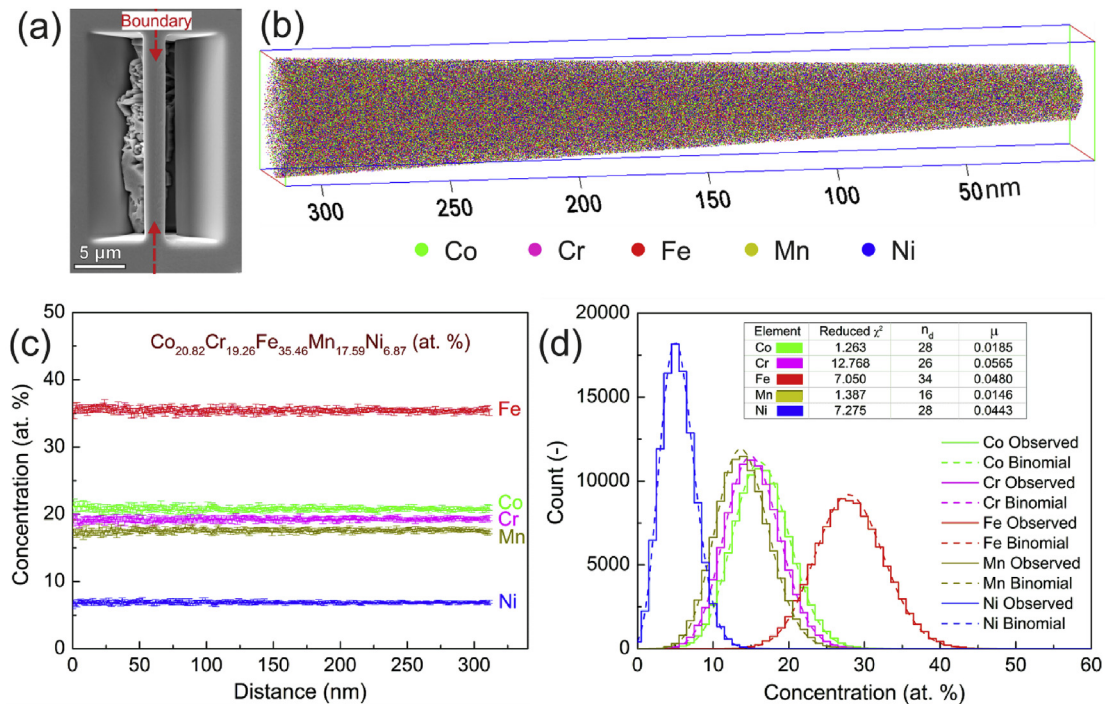 (a)
Boundary
5 μm
(b)
300
250
200
150
100
50 nm
Co
Cr
Fe
Mn
Ni
(c)
Co20.82Cr19.26Fe35.46Mn17.59Ni6.87 (at. %)
Concentration (at. %)
50
40
30
20
10
0
Fe
Co
Cr
Mn
Ni
0
50
100
150
200
250
300
Distance (nm)
(d)
Count (-)
20000
15000
10000
5000
0
Element Reduced χ² nd μ
Co 1.263 28 0.0185
Cr 12.768 26 0.0565
Fe 7.050 34 0.0480
Mn 1.387 16 0.0146
Ni 7.275 28 0.0443
Co Observed
Co Binomial
Cr Observed
Cr Binomial
Fe Observed
Fe Binomial
Mn Observed
Mn Binomial
Ni Observed
Ni Binomial
0
10
20
30
40
50
60
Concentration (at. %)